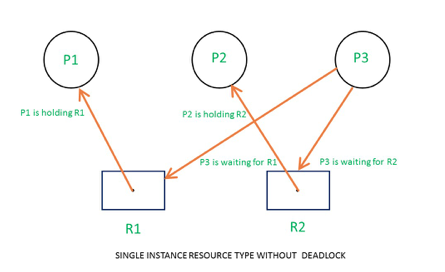 P1
P2
P3
P1 is holding R1
P2 is holding R2
P3 is waiting for R1
P3 is waiting for R2
R1
R2
SINGLE INSTANCE RESOURCE TYPE WITHOUT DEADLOCK